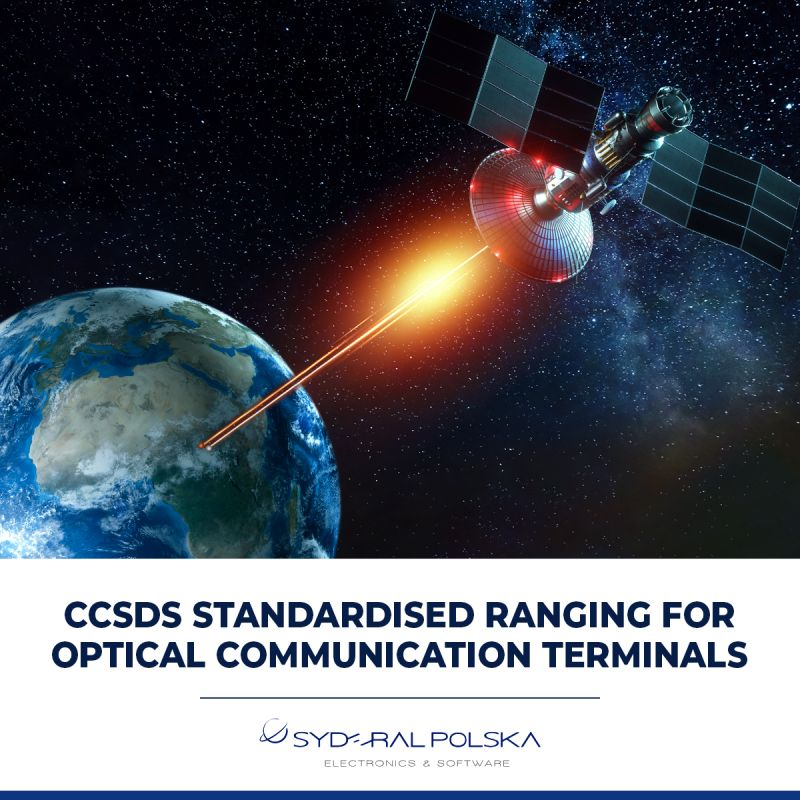 CCSDS STANDARDISED RANGING FOR
OPTICAL COMMUNICATION TERMINALS
SYDERAL POLSKA
ELECTRONICS & SOFTWARE